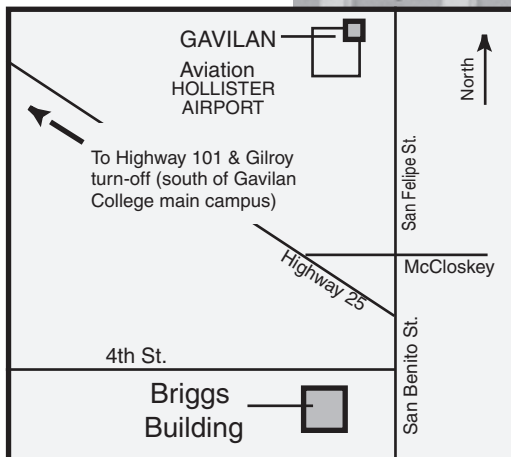 GAVILAN
Aviation
HOLLISTER
AIRPORT
North
To Highway 101 & Gilroy
turn-off (south of Gavilan
College main campus)
San Felipe St.
McCloskey
Highway 25
San Benito St.
4th St.
Briggs
Building